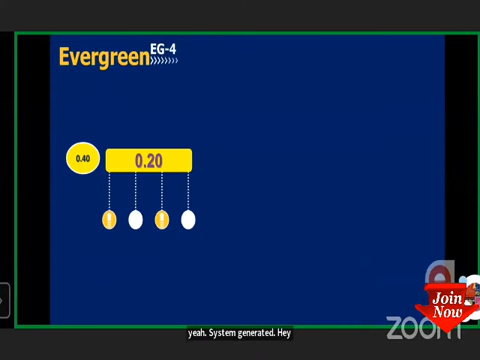 Evergreen EG-4
0.40
0.20
Join
Now
zoom
yeah. System generated. Hey